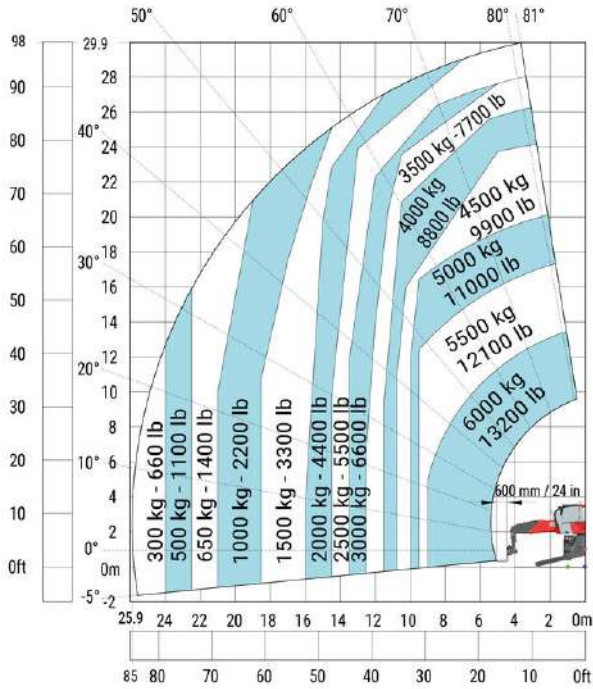 50° 60° 70° 80° 81°
98 29.9
90 28
26
80 40° 24
70 22
20
60 18
30°
50 16
14
40 12
20°
30 10
8
20 10° 6
4
10 2
0°
0ft 0m
-5° -2
3500 kg -7700 lb
4000 kg
8800 lb
4500 kg
9900 lb
5000 kg
11000 lb
5500 kg
12100 lb
6000 kg
13200 lb
300 kg - 660 lb
500 kg - 1100 lb
650 kg - 1400 lb
1000 kg - 2200 lb
1500 kg - 3300 lb
2000 kg - 4400 lb
2500 kg - 5500 lb
3000 kg - 6600 lb
600 mm / 24 in
25.9 24 22 20 18 16 14 12 10 8 6 4 2 0m
85 80 70 60 50 40 30 20 10 0ft